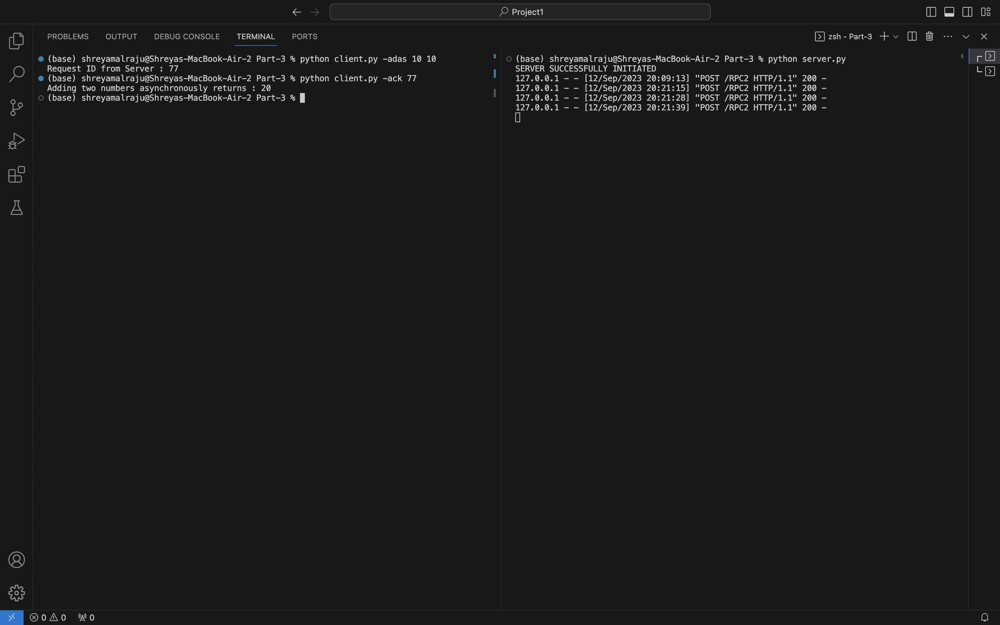 Project1
PROBLEMS OUTPUT DEBUG CONSOLE TERMINAL PORTS
zsh - Part-3
(base) shreyamalraju@Shreyas-MacBook-Air-2 Part-3 % python client.py -adas 10 10
Request ID from Server : 77
(base) shreyamalraju@Shreyas-MacBook-Air-2 Part-3 % python client.py -ack 77
Adding two numbers asynchronously returns : 20
(base) shreyamalraju@Shreyas-MacBook-Air-2 Part-3 %
(base) shreyamalraju@Shreyas-MacBook-Air-2 Part-3 % python server.py
SERVER SUCCESSFULLY INITIATED
127.0.0.1 - - [12/Sep/2023 20:09:13] "POST /RPC2 HTTP/1.1" 200 -
127.0.0.1 - - [12/Sep/2023 20:21:15] "POST /RPC2 HTTP/1.1" 200 -
127.0.0.1 - - [12/Sep/2023 20:21:28] "POST /RPC2 HTTP/1.1" 200 -
127.0.0.1 - - [12/Sep/2023 20:21:39] "POST /RPC2 HTTP/1.1" 200 -
0 0 0